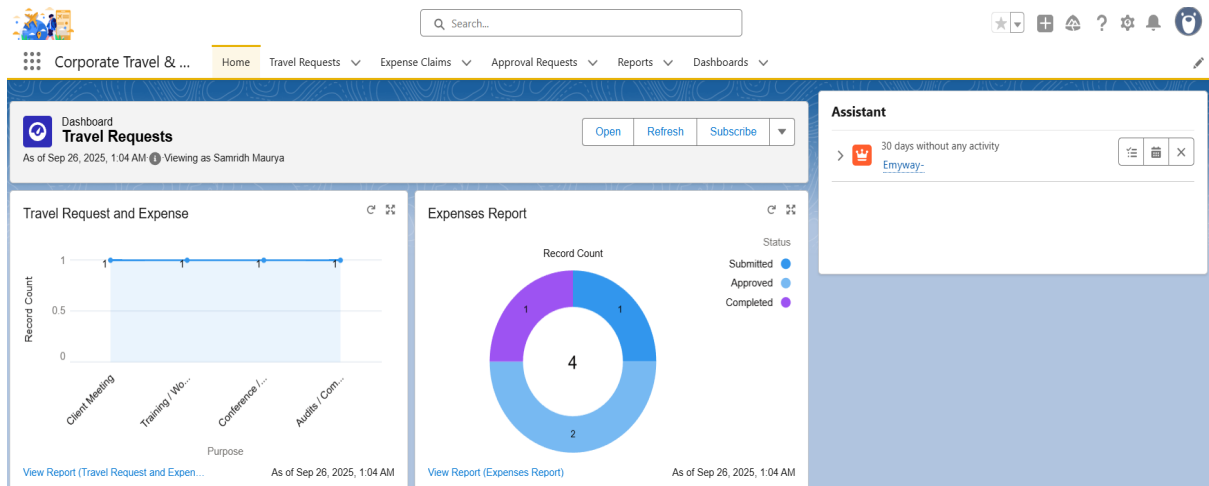 Search...
Corporate Travel & ...
Home
Travel Requests
Expense Claims
Approval Requests
Reports
Dashboards
Dashboard
Travel Requests
As of Sep 26, 2025, 1:04 AM Viewing as Samridh Maurya
Open
Refresh
Subscribe
Travel Request and Expense
Record Count
1
0.5
0
1
1
1
1
Client Meeting
Training / Wo...
Conference /...
Audits / Com...
Purpose
View Report (Travel Request and Expen...
As of Sep 26, 2025, 1:04 AM
Expenses Report
Record Count
Status
Submitted
Approved
Completed
1
1
4
2
View Report (Expenses Report)
As of Sep 26, 2025, 1:04 AM
Assistant
30 days without any activity
Emyway-